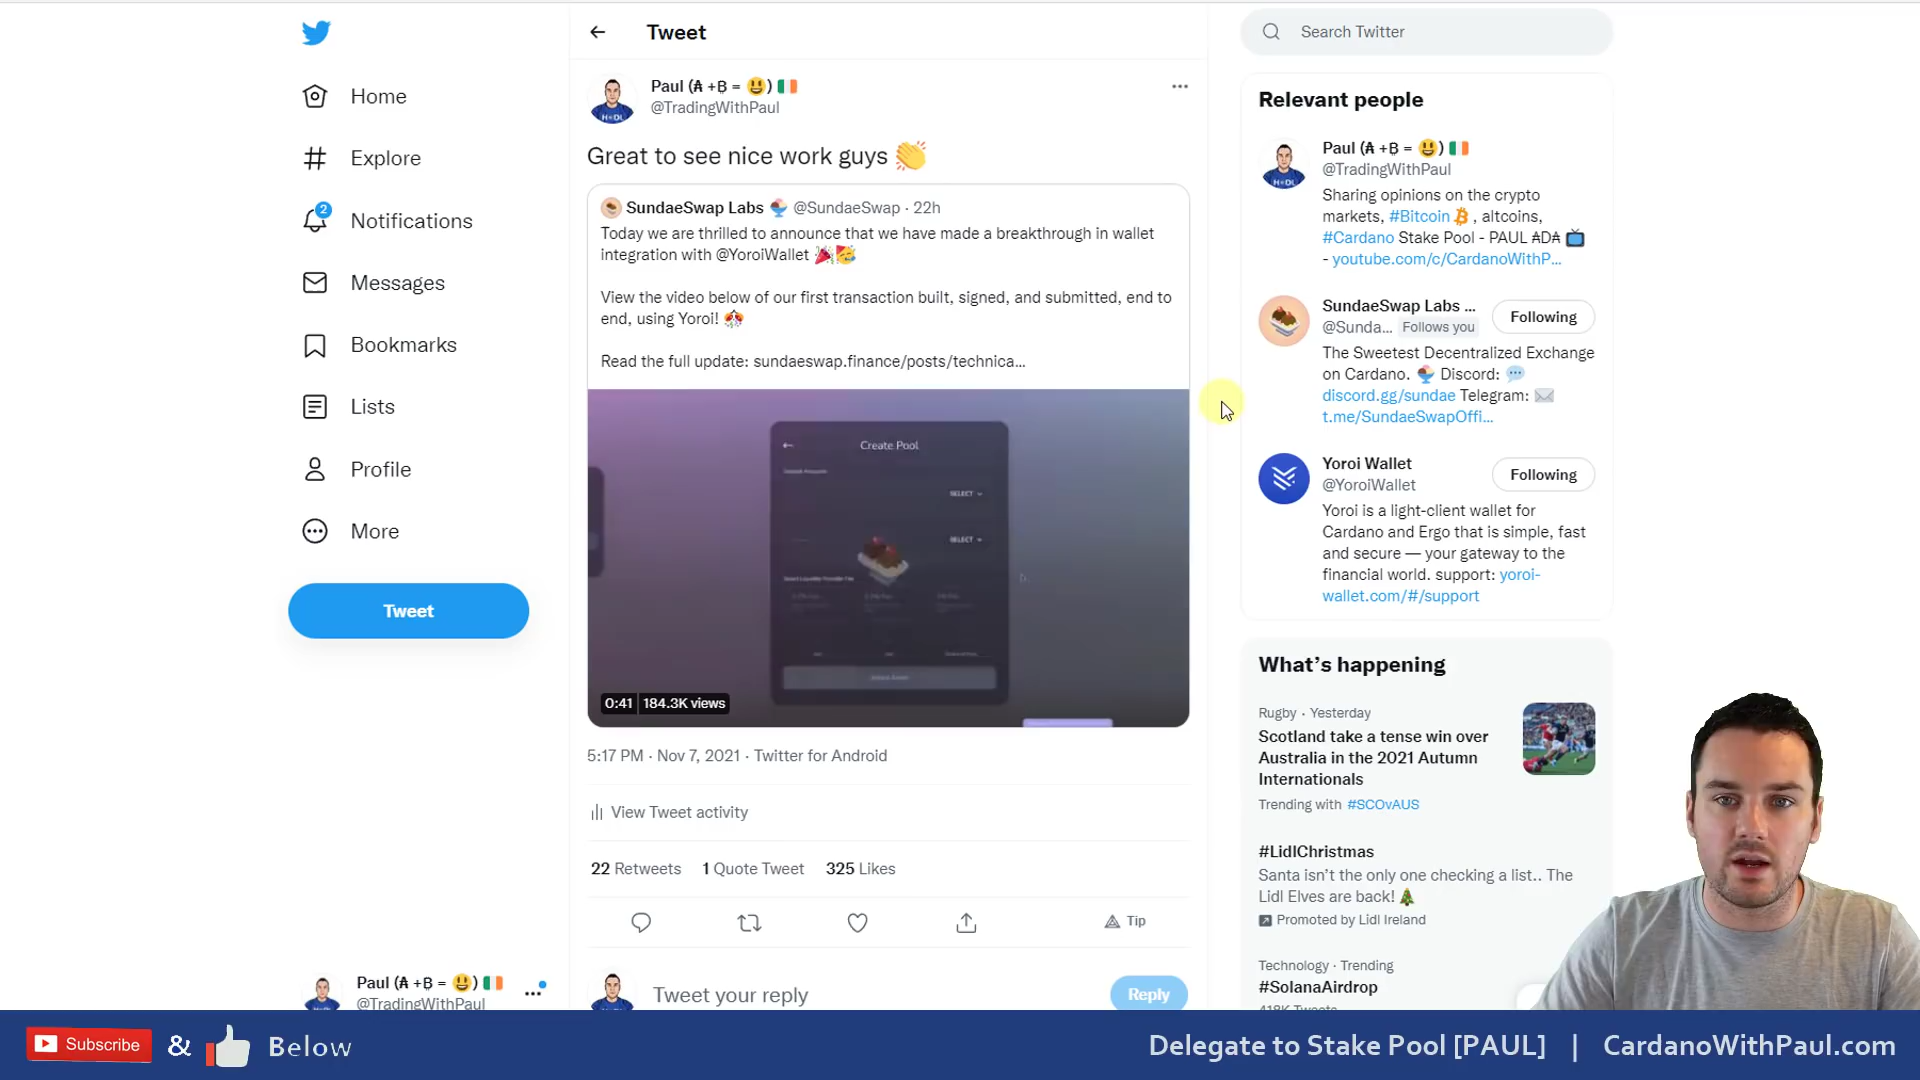 Tweet
Search Twitter
Home
Explore
2
Notifications
Messages
Bookmarks
Lists
Profile
More
Tweet
Paul (₳ +₿ = 😃) 🇮🇪
@TradingWithPaul
Great to see nice work guys 👏
SundaeSwap Labs 🍨 @SundaeSwap · 22h
Today we are thrilled to announce that we have made a breakthrough in wallet
integration with @YoroiWallet 🎉🥳
View the video below of our first transaction built, signed, and submitted, end to
end, using Yoroi! 🎊
Read the full update: sundaeswap.finance/posts/technica...
Create Pool
SELECT
SELECT
0:41 184.3K views
5:17 PM · Nov 7, 2021 · Twitter for Android
View Tweet activity
22 Retweets 1 Quote Tweet 325 Likes
Tip
Tweet your reply
Reply
Paul (₳ +₿ = 😃) 🇮🇪
@TradingWithPaul
Relevant people
Paul (₳ +₿ = 😃) 🇮🇪
@TradingWithPaul
Sharing opinions on the crypto
markets, #Bitcoin , altcoins,
#Cardano Stake Pool - PAUL ₳D₳ 📺
- youtube.com/c/CardanoWithP...
SundaeSwap Labs ...
@Sunda... Follows you
Following
The Sweetest Decentralized Exchange
on Cardano. 🍨 Discord: 💬
discord.gg/sundae Telegram: ✉️
t.me/SundaeSwapOffi...
Yoroi Wallet
@YoroiWallet
Following
Yoroi is a light-client wallet for
Cardano and Ergo that is simple, fast
and secure — your gateway to the
financial world. support: yoroi-
wallet.com/#/support
What's happening
Rugby · Yesterday
Scotland take a tense win over
Australia in the 2021 Autumn
Internationals
Trending with #SCOvAUS
#LidlChristmas
Santa isn't the only one checking a list.. The
Lidl Elves are back! 🎄
Promoted by Lidl Ireland
Technology · Trending
#SolanaAirdrop
Subscribe & Below
Delegate to Stake Pool [PAUL] | CardanoWithPaul.com